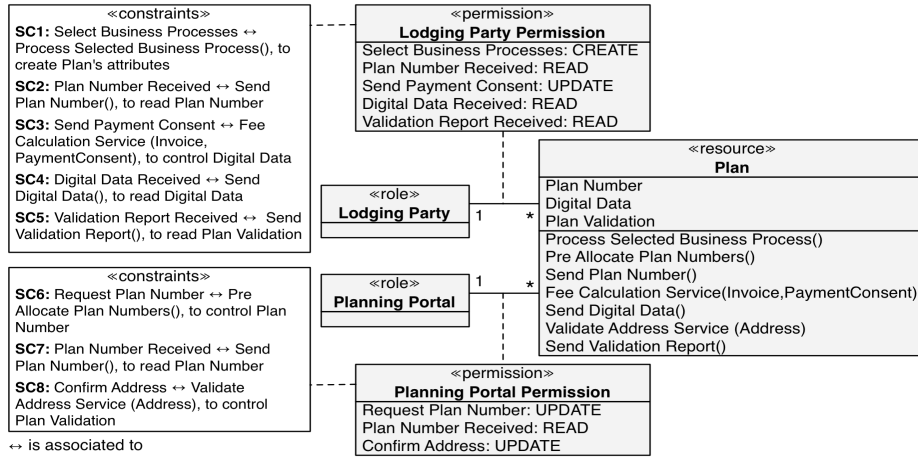 «constraints»
SC1: Select Business Processes ↔
Process Selected Business Process(), to
create Plan's attributes
SC2: Plan Number Received ↔ Send
Plan Number(), to read Plan Number
SC3: Send Payment Consent ↔ Fee
Calculation Service (Invoice,
PaymentConsent), to control Digital Data
SC4: Digital Data Received ↔ Send
Digital Data(), to read Digital Data
SC5: Validation Report Received ↔ Send
Validation Report(), to read Plan Validation
«permission»
Lodging Party Permission
Select Business Processes: CREATE
Plan Number Received: READ
Send Payment Consent: UPDATE
Digital Data Received: READ
Validation Report Received: READ
«role»
Lodging Party
1
*
«resource»
Plan
Plan Number
Digital Data
Plan Validation
Process Selected Business Process()
Pre Allocate Plan Numbers()
Send Plan Number()
Fee Calculation Service(Invoice,PaymentConsent)
Send Digital Data()
Validate Address Service (Address)
Send Validation Report()
«role»
Planning Portal
1
*
«constraints»
SC6: Request Plan Number ↔ Pre
Allocate Plan Numbers(), to control Plan
Number
SC7: Plan Number Received ↔ Send
Plan Number(), to read Plan Number
SC8: Confirm Address ↔ Validate
Address Service (Address), to control
Plan Validation
«permission»
Planning Portal Permission
Request Plan Number: UPDATE
Plan Number Received: READ
Confirm Address: UPDATE
↔ is associated to